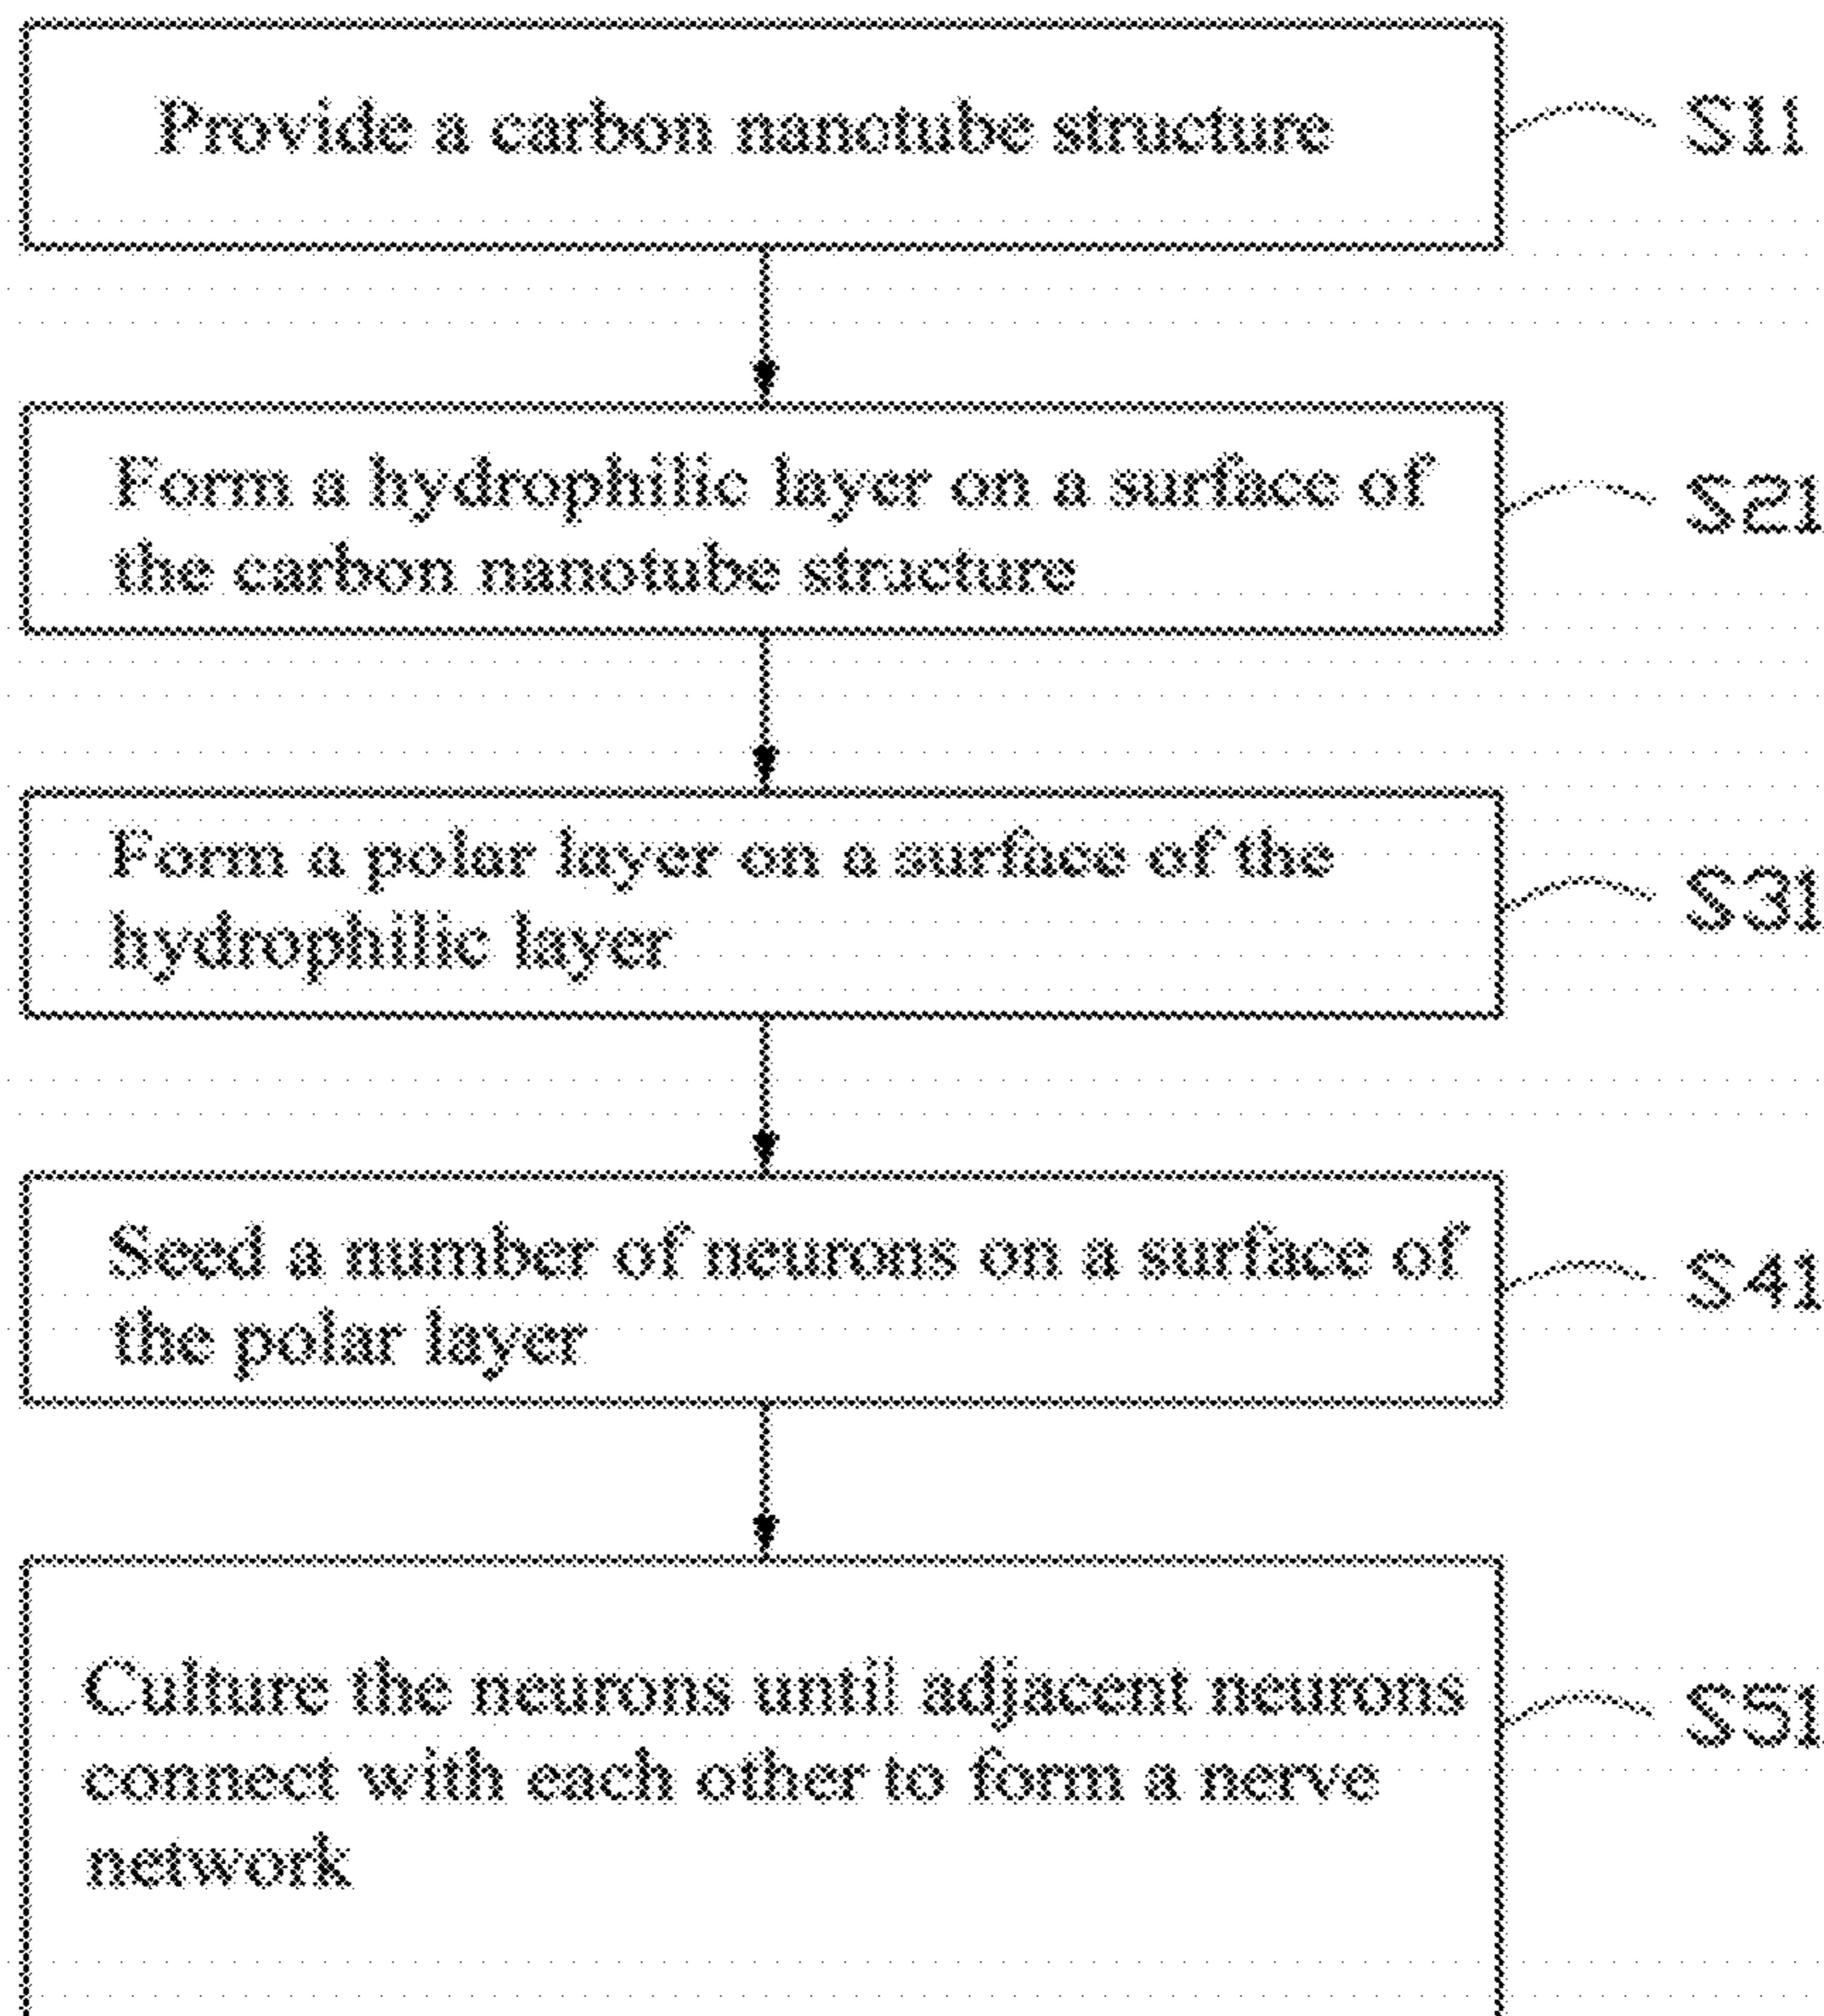 Provide a carbon nanotube structure
S11
Form a hydrophilic layer on a surface of
the carbon nanotube structure
S21
Form a polar layer on a surface of the
hydrophilic layer
S31
Seed a number of neurons on a surface of
the polar layer
S41
Culture the neurons until adjacent neurons
connect with each other to form a nerve
network
S51